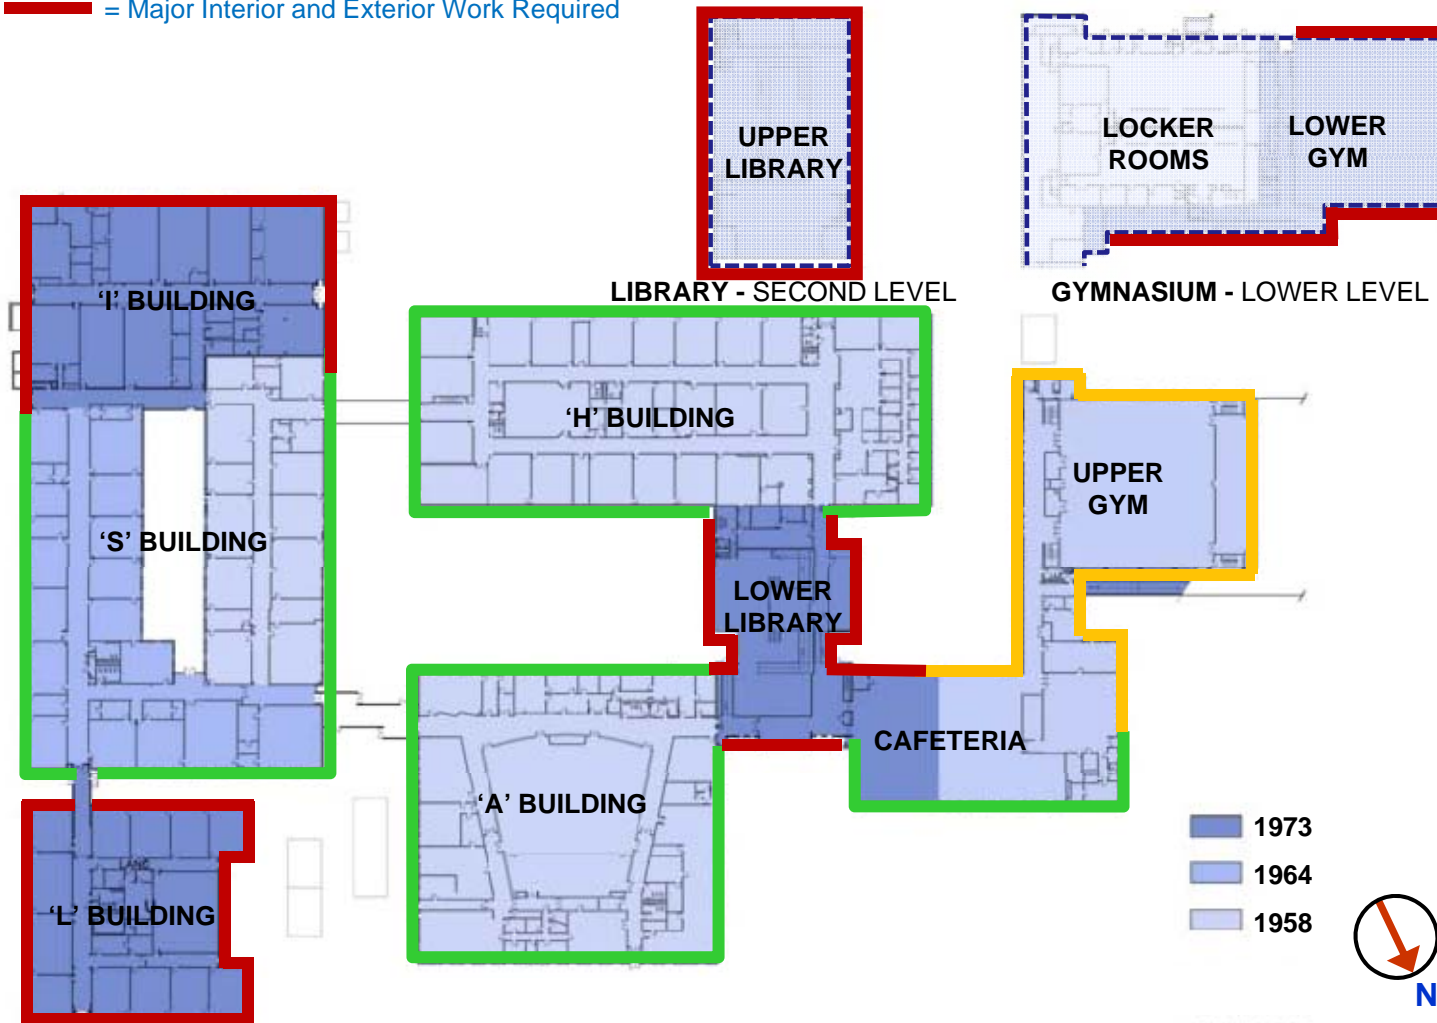 = Major Interior and Exterior Work Required
UPPER
LIBRARY
LOCKER
ROOMS
LOWER
GYM
LIBRARY - SECOND LEVEL
GYMNASIUM - LOWER LEVEL
‘I’ BUILDING
‘H’ BUILDING
UPPER
GYM
‘S’ BUILDING
LOWER
LIBRARY
CAFETERIA
‘A’ BUILDING
‘L’ BUILDING
1973
1964
1958
N